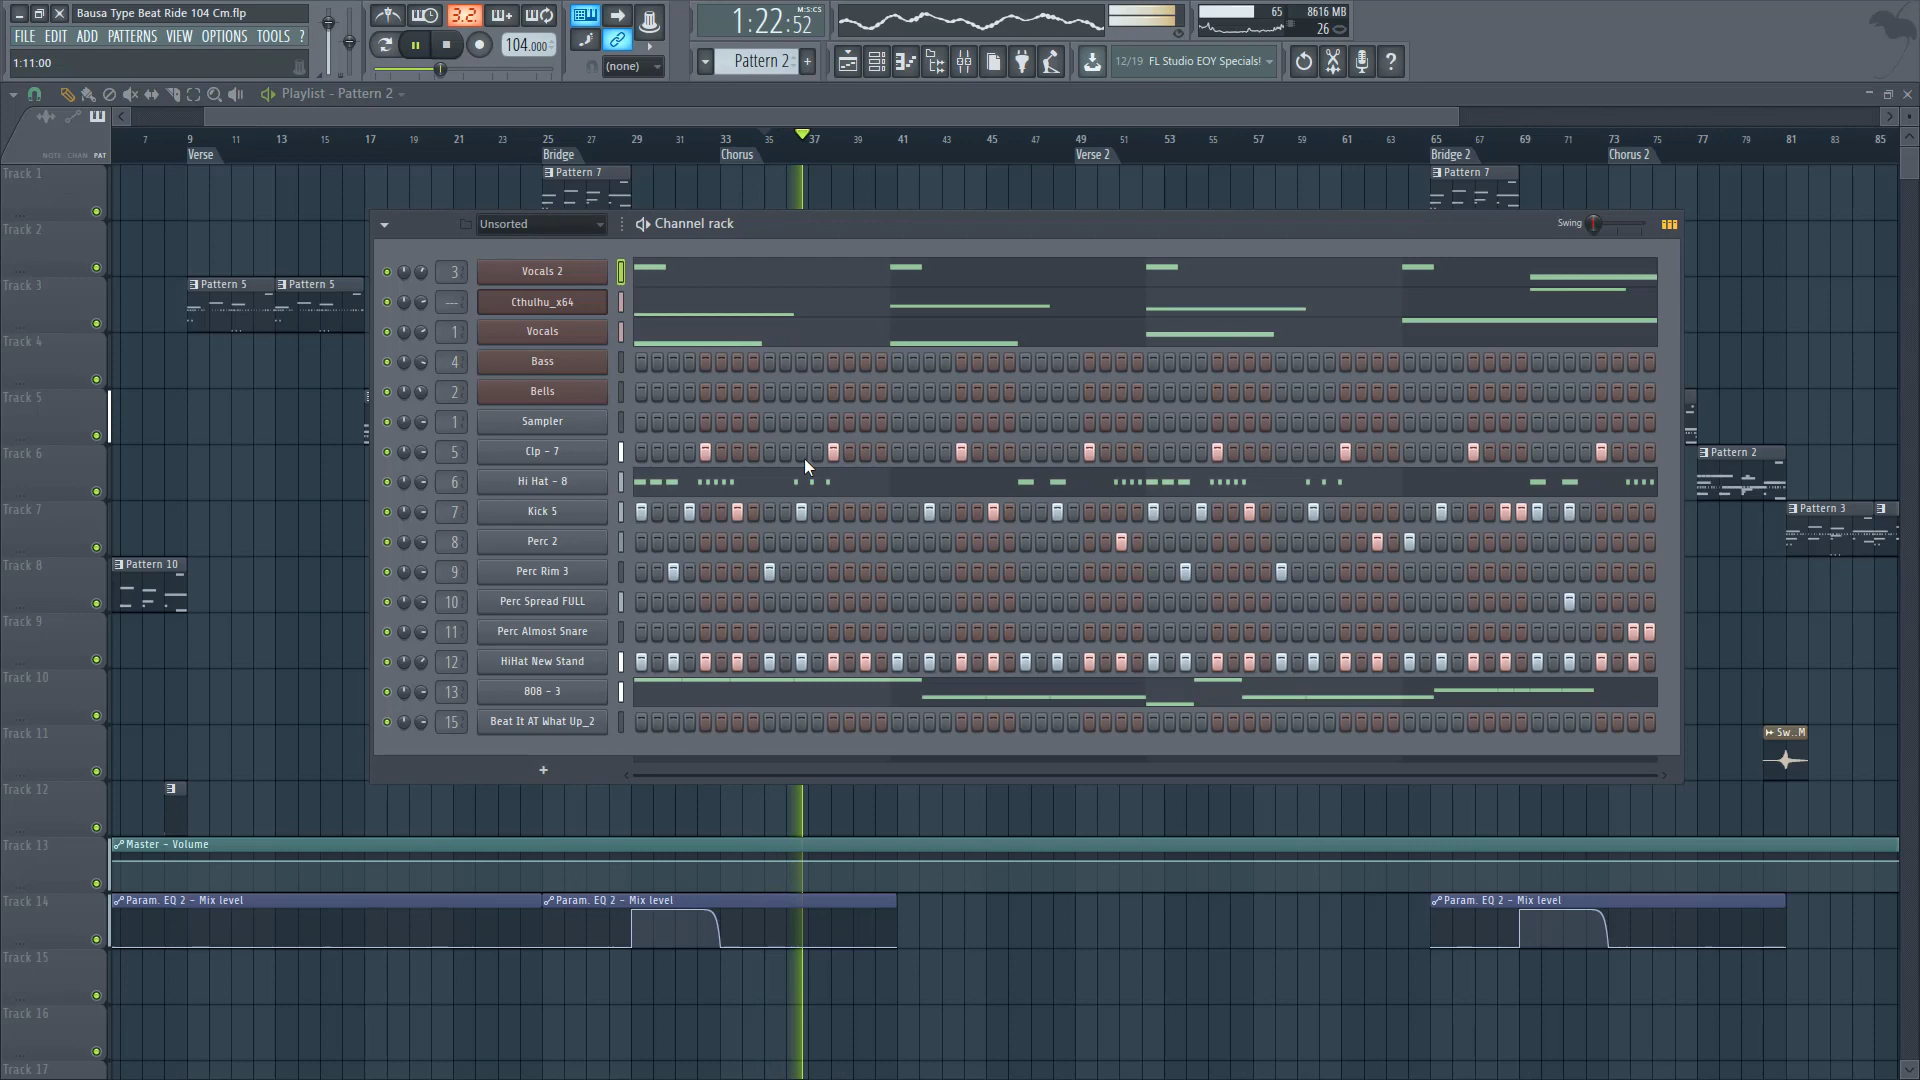 Bausa Type Beat Ride 104 Cm.flp
FILE EDIT ADD PATTERNS VIEW OPTIONS TOOLS ?
1:11:00
3.2
104.000
(none)
1:22:52
M:S:CS
Pattern 2
65
8616 MB
26
12/19 FL Studio EOY Specials!
Playlist - Pattern 2
NOTE CHAN PAT
7 9 11 13 17 21 23 25 27 29 31 33 35 37 39 41 43 45 47 49 51 53 55 57 59 61 63 65 67 69 71 73 75 77 79 81 83 85
Verse Bridge Chorus Verse 2 Bridge 2 Chorus 2
Track 1
Pattern 7
Pattern 7
Track 2
Track 3
Pattern 5
Pattern 5
Track 4
Track 5
Track 6
Pattern 2
Track 7
Pattern 3
Track 8
Pattern 10
Track 9
Track 10
Track 11
Sw..M
Track 12
Track 13
Master - Volume
Track 14
Param. EQ 2 - Mix level
Param. EQ 2 - Mix level
Param. EQ 2 - Mix level
Track 15
Track 16
Track 17
Unsorted
Channel rack
Swing
3 Vocals 2
--- Cthulhu_x64
1 Vocals
4 Bass
2 Bells
1 Sampler
5 Clp - 7
6 Hi Hat - 8
7 Kick 5
8 Perc 2
9 Perc Rim 3
10 Perc Spread FULL
11 Perc Almost Snare
12 HiHat New Stand
13 808 - 3
15 Beat It AT What Up_2
+